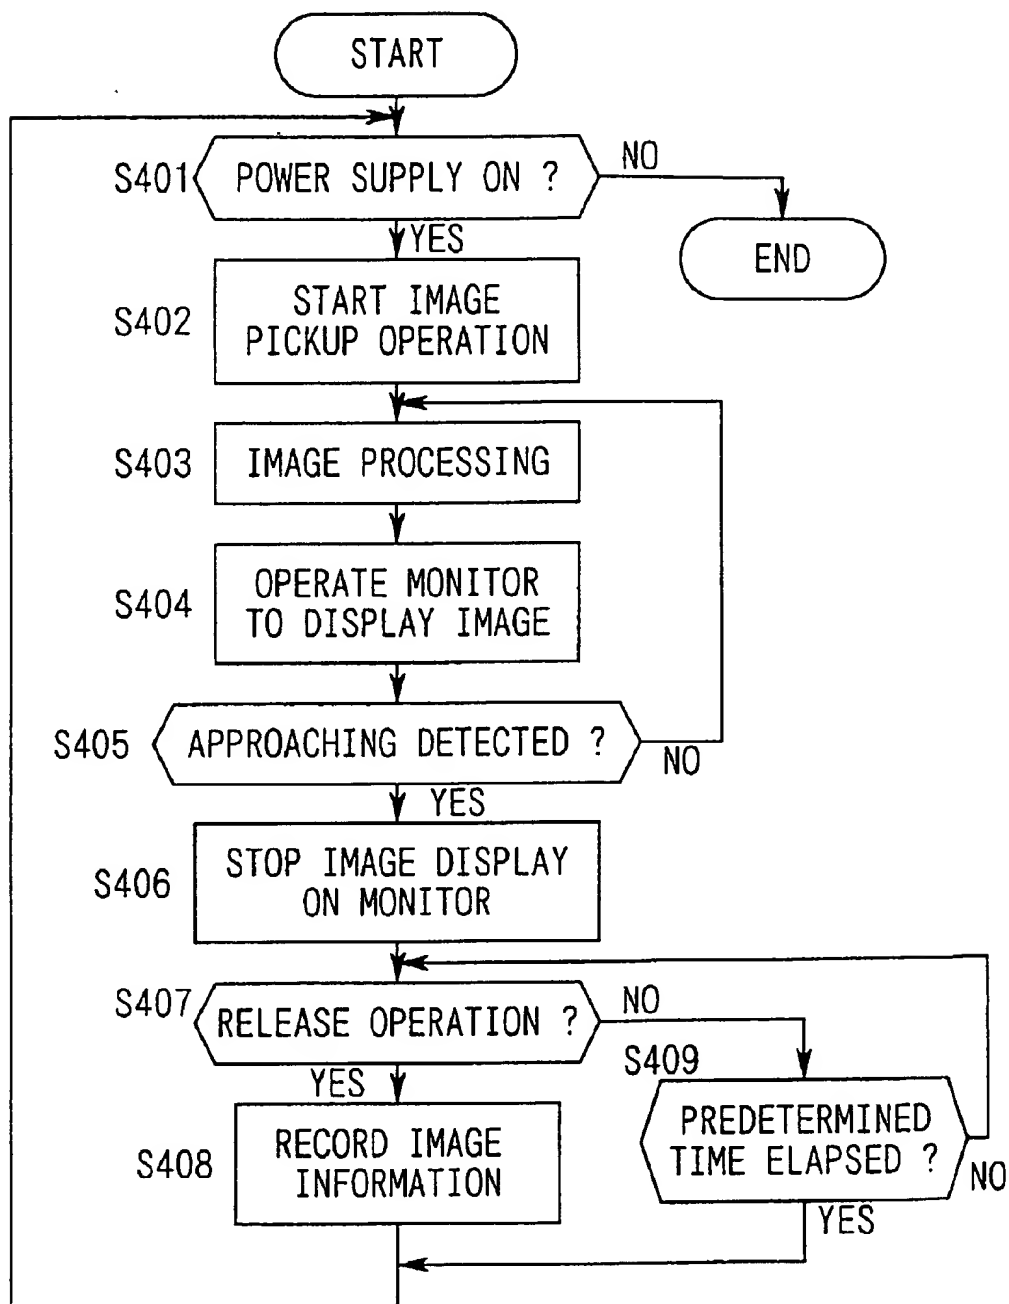 START
S401
POWER SUPPLY ON ?
NO
END
YES
S402
START IMAGE
PICKUP OPERATION
S403
IMAGE PROCESSING
S404
OPERATE MONITOR
TO DISPLAY IMAGE
S405
APPROACHING DETECTED ?
NO
YES
S406
STOP IMAGE DISPLAY
ON MONITOR
S407
RELEASE OPERATION ?
NO
YES
S409
PREDETERMINED
TIME ELAPSED ?
NO
YES
S408
RECORD IMAGE
INFORMATION